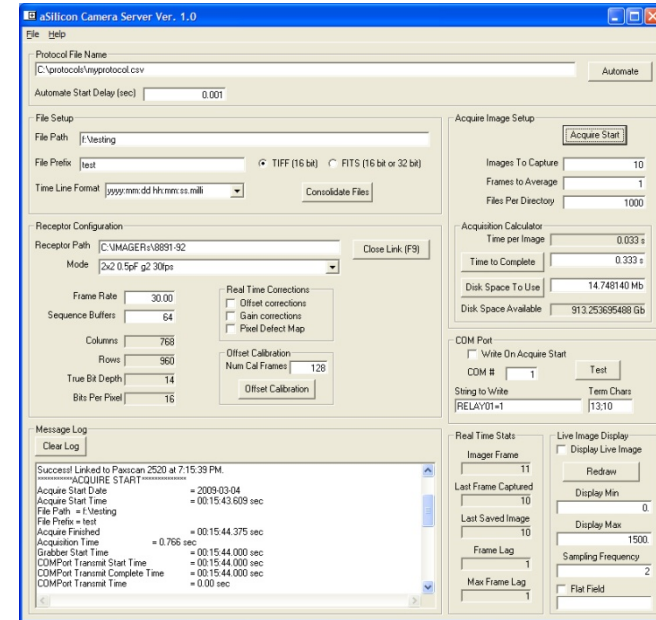 aSilicon Camera Server Ver. 1.0
File Help
Protocol File Name
C:\protocols\myprotocol.csv
Automate
Automate Start Delay (sec) 0.001
File Setup
File Path f:\testing
File Prefix test
TIFF (16 bit) FITS (16 bit or 32 bit)
Time Line Format yyyy:mm:dd hh:mm:ss.milli
Consolidate Files
Acquire Image Setup
Acquire Start
Images To Capture 10
Frames to Average 1
Files Per Directory 1000
Receptor Configuration
Receptor Path C:\IMAGERs\8891-92
Close Link (F9)
Mode 2x2 0.5pF g2 30fps
Frame Rate 30.00
Sequence Buffers 64
Columns 768
Rows 960
True Bit Depth 14
Bits Per Pixel 16
Real Time Corrections
Offset corrections
Gain corrections
Pixel Defect Map
Offset Calibration
Num Cal Frames 128
Offset Calibration
Acquisition Calculator
Time per Image 0.033 s
Time to Complete 0.333 s
Disk Space To Use 14.748140 Mb
Disk Space Available 913.253695488 Gb
COM Port
Write On Acquire Start
COM # 1 Test
String to Write Term Chars
RELAY01=1 13;10
Message Log
Clear Log
Success! Linked to Paxscan 2520 at 7:15:39 PM.
***************ACQUIRE START***************
Acquire Start Date = 2009-03-04
Acquire Start Time = 00:15:43.609 sec
File Path = f:\testing
File Prefix = test
Acquire Finished = 00:15:44.375 sec
Acquisition Time = 0.766 sec
Grabber Start Time = 00:15:44.000 sec
COMPort Transmit Start Time = 00:15:44.000 sec
COMPort Transmit Complete Time = 00:15:44.000 sec
COMPort Transmit Time = 0.00 sec
Real Time Stats
Imager Frame
11
Last Frame Captured
10
Last Saved Image
10
Frame Lag
1
Max Frame Lag
1
Live Image Display
Display Live Image
Redraw
Display Min
0.
Display Max
1500.
Sampling Frequency
2
Flat Field